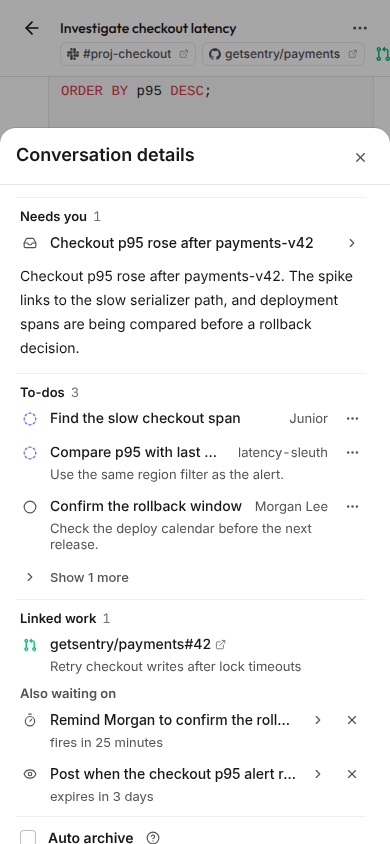 Investigate checkout latency
#proj-checkout
getsentry/payments
ORDER BY p95 DESC;
Conversation details
Needs you 1
Checkout p95 rose after payments-v42
Checkout p95 rose after payments-v42. The spike
links to the slow serializer path, and deployment
spans are being compared before a rollback
decision.
To-dos 3
Find the slow checkout span Junior
Compare p95 with last ... latency-sleuth
Use the same region filter as the alert.
Confirm the rollback window Morgan Lee
Check the deploy calendar before the next
release.
Show 1 more
Linked work 1
getsentry/payments#42
Retry checkout writes after lock timeouts
Also waiting on
Remind Morgan to confirm the roll...
fires in 25 minutes
Post when the checkout p95 alert r...
expires in 3 days
Auto archive